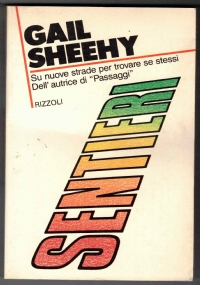 GAIL
SHEEHY
Su nuove strade per trovare se stessi
Dell'autrice di "Passaggi"
RIZZOLI
SENTIERI